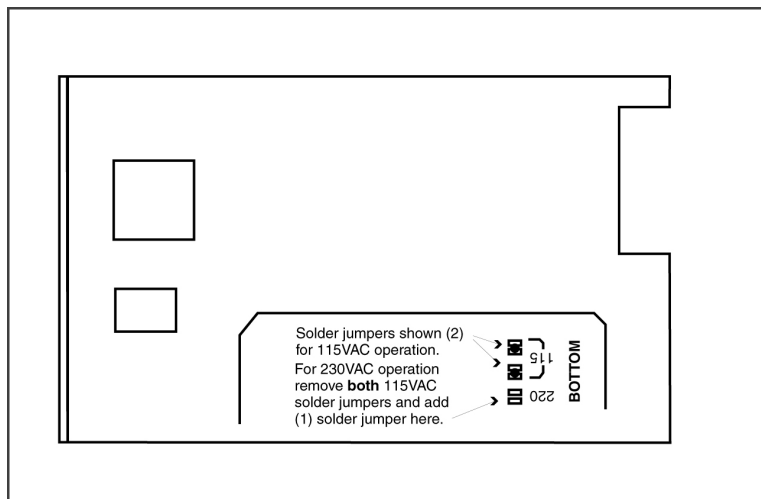 Solder jumpers shown (2)
for 115VAC operation.
For 230VAC operation
remove both 115VAC
solder jumpers and add
(1) solder jumper here.
115
220
BOTTOM